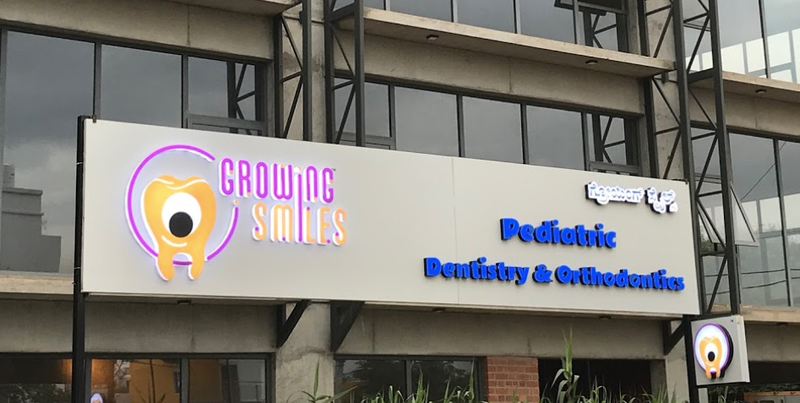 GROWING
SMILES
ಗ್ರೋಯಿಂಗ್ ಸ್ಮೈಲ್ಸ್
Pediatric
Dentistry & Orthodontics